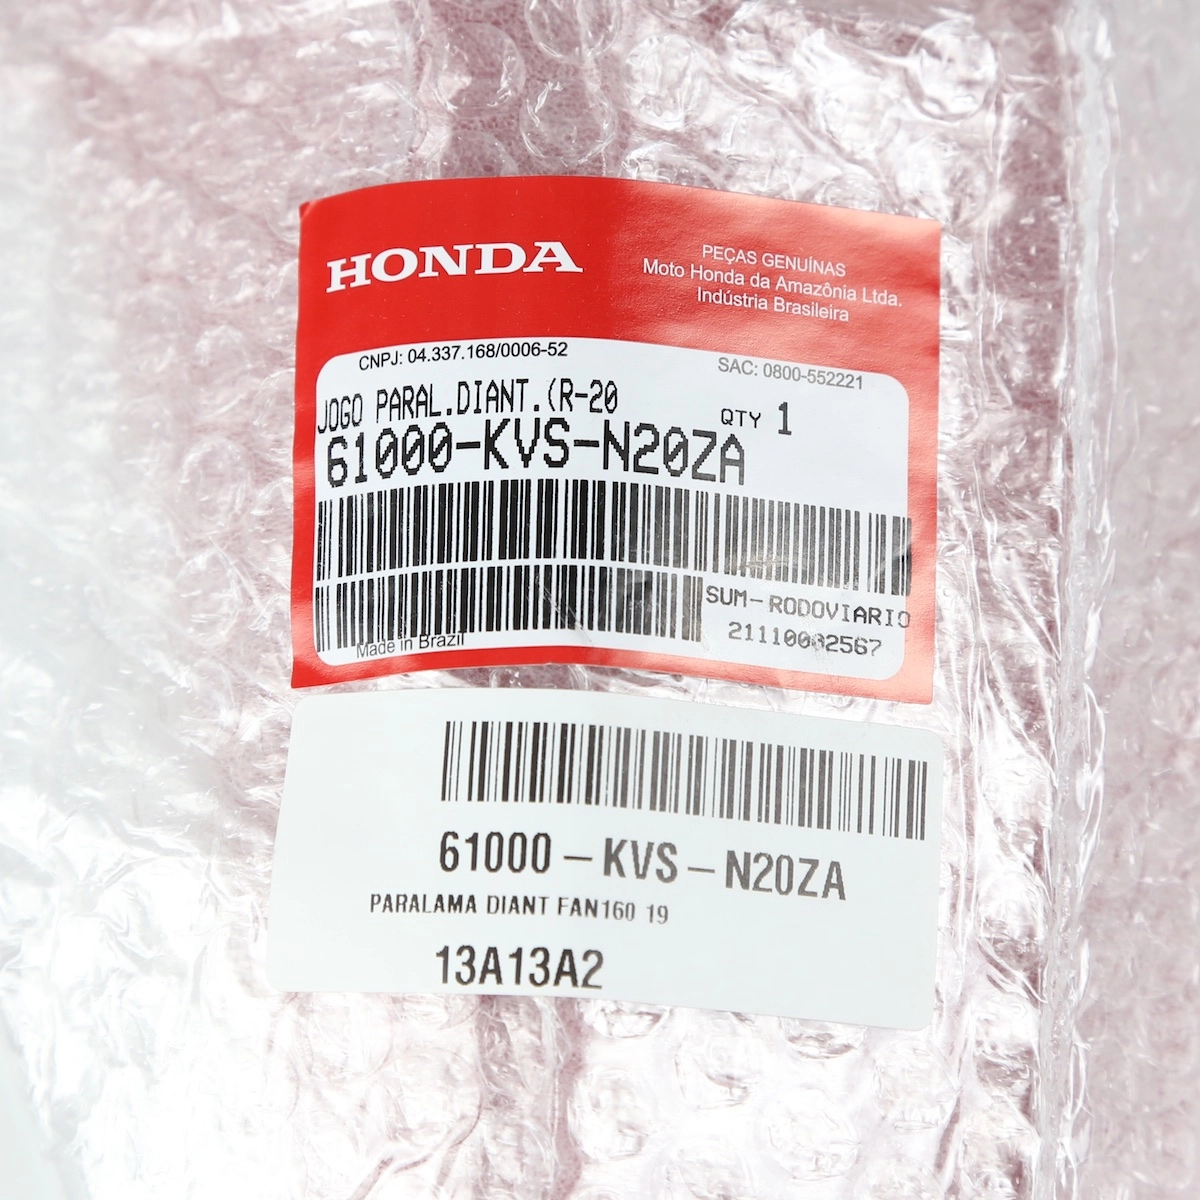 HONDA
PEÇAS GENUÍNAS
Moto Honda da Amazônia Ltda.
Indústria Brasileira
CNPJ: 04.337.168/0006-52
SAC: 0800-552221
JOGO PARAL.DIANT.(R-20
QTY 1
61000-KVS-N20ZA
SUM-RODOVIARIO
21110002567
Made in Brazil
61000-KVS-N20ZA
PARALAMA DIANT FAN160 19
13A13A2